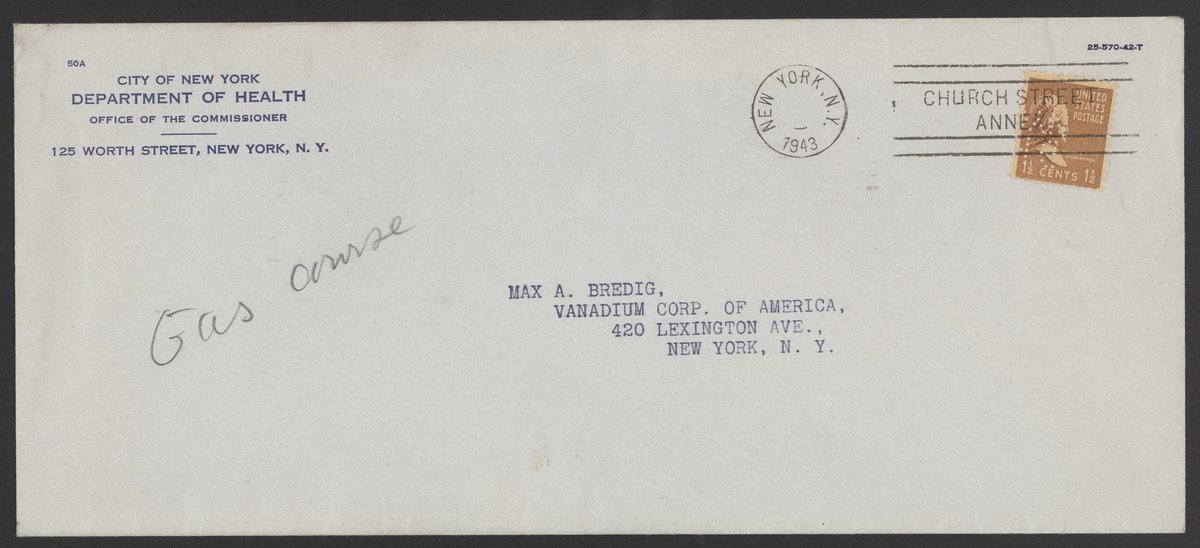 50A
CITY OF NEW YORK
DEPARTMENT OF HEALTH
OFFICE OF THE COMMISSIONER
125 WORTH STREET, NEW YORK, N. Y.
25-570-42-T
NEW YORK, N.Y.
1943
CHURCH STREET
ANNEX
UNITED
STATES
POSTAGE
WASHINGTON
1½ CENTS 1½
Gas course
MAX A. BREDIG,
VANADIUM CORP. OF AMERICA,
420 LEXINGTON AVE.,
NEW YORK, N. Y.